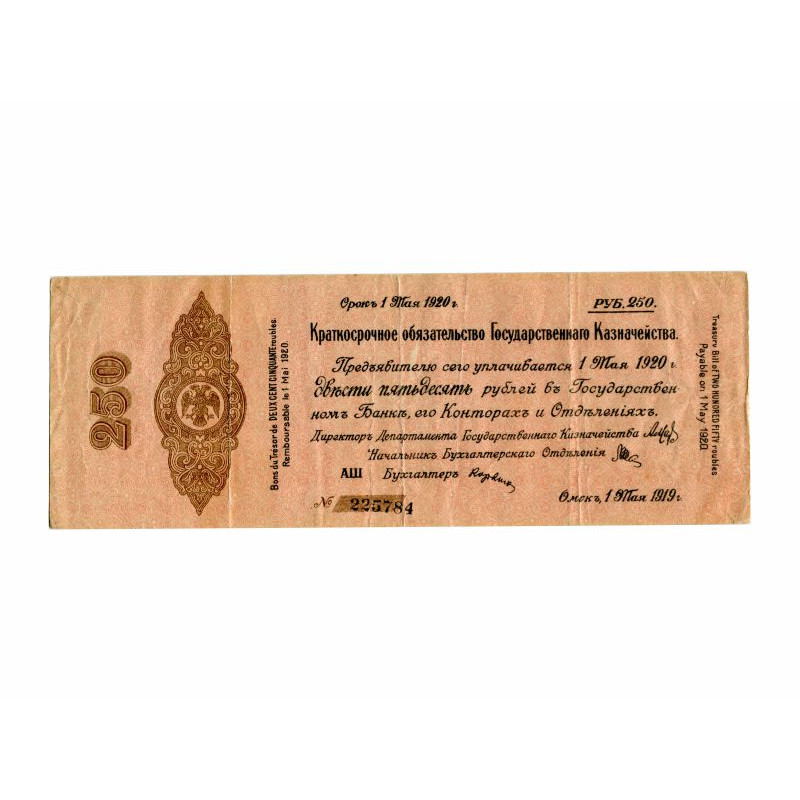 250
Bons du Trésor de DEUX CENT CINQUANTE roubles.
Remboursable le 1 Mai 1920.
Срокъ 1 Мая 1920 г.
РУБ. 250.
Краткосрочное обязательство Государственнаго Казначейства.
Предъявителю сего уплачивается 1 Мая 1920 г.
двѣсти пятьдесятъ рублей въ Государствен-
номъ Банкѣ, его Конторахъ и Отдѣленіяхъ.
Директоръ Департамента Государственнаго Казначейства
Начальникъ Бухгалтерскаго Отдѣленія
АШ Бухгалтеръ
№ 225784
Омскъ, 1 Мая 1919 г.
Treasury Bill of TWO HUNDRED FIFTY roubles
Payable on 1 May 1920.